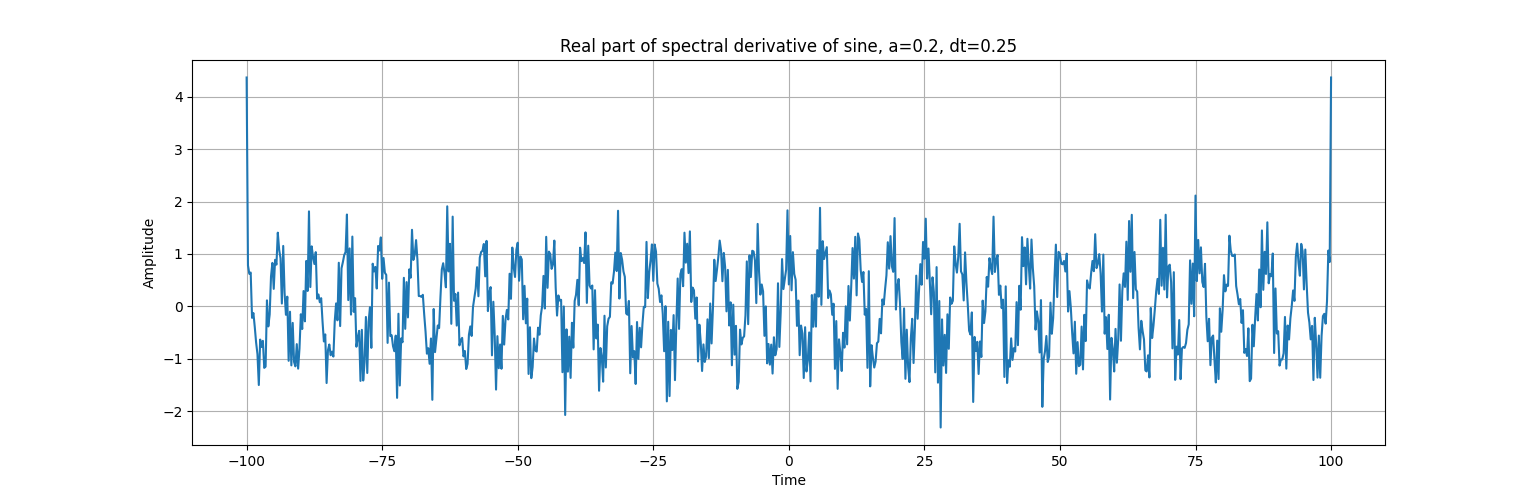 Real part of spectral derivative of sine, a=0.2, dt=0.25
Amplitude
4
3
2
1
0
−1
−2
−100 −75 −50 −25 0 25 50 75 100
Time